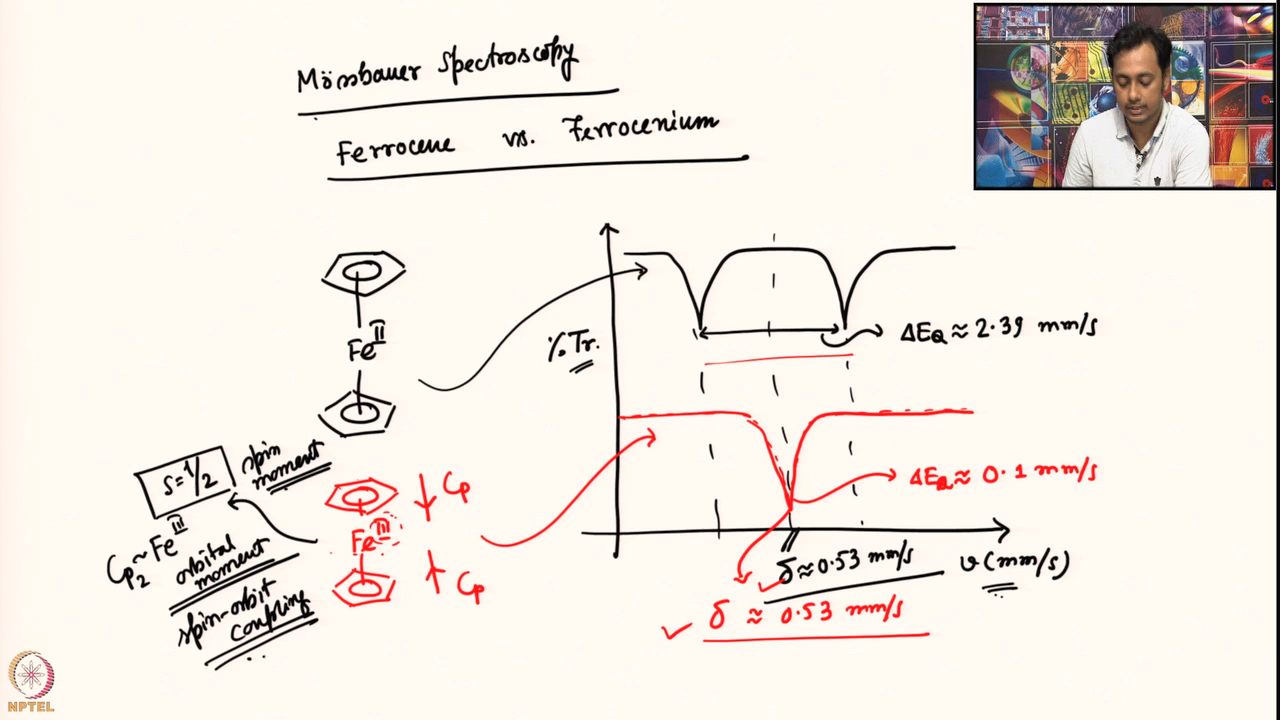 Mössbauer Spectroscopy
Ferrocene vs. Ferrocenium
Fe II
% Tr.
ΔEQ ≈ 2.39 mm/s
S=1/2
spin moment
Cp
Fe III
Cp
Cp2~Fe III
orbital moment
spin-orbit coupling
ΔEQ ≈ 0.1 mm/s
δ ≈ 0.53 mm/s
v (mm/s)
δ ≈ 0.53 mm/s
NPTEL